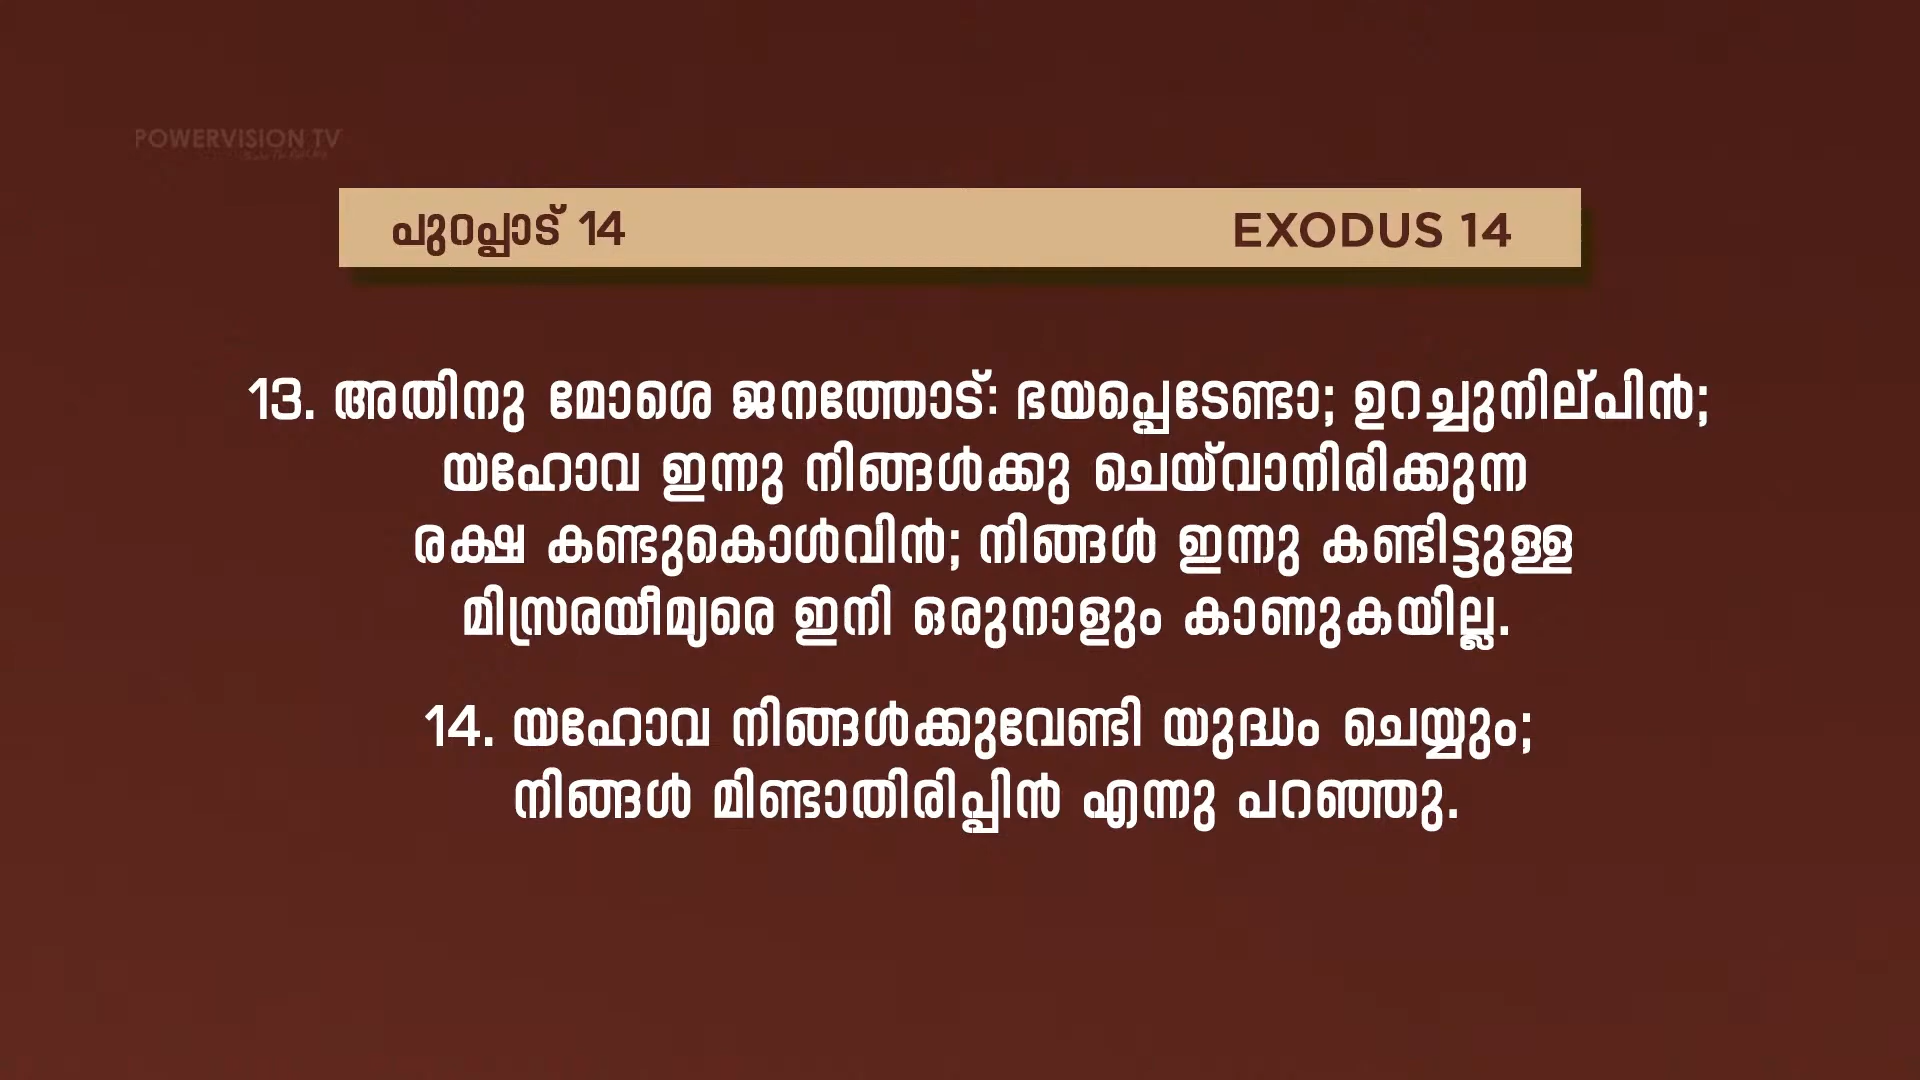 POWERVISION TV
പുറപ്പാട് 14 EXODUS 14
13. അതിനു മോശെ ജനത്തോട്: ഭയപ്പെടേണ്ടാ; ഉറച്ചുനില്പിൻ;
യഹോവ ഇന്നു നിങ്ങൾക്കു ചെയ്‌വാനിരിക്കുന്ന
രക്ഷ കണ്ടുകൊൾവിൻ; നിങ്ങൾ ഇന്നു കണ്ടിട്ടുള്ള
മിസ്രരയീമ്യരെ ഇനി ഒരുനാളും കാണുകയില്ല.
14. യഹോവ നിങ്ങൾക്കുവേണ്ടി യുദ്ധം ചെയ്യും;
നിങ്ങൾ മിണ്ടാതിരിപ്പിൻ എന്നു പറഞ്ഞു.